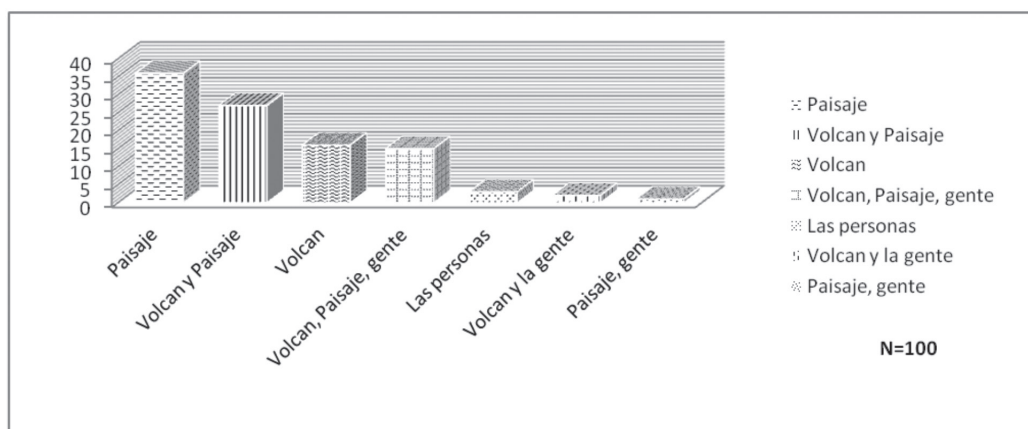 40
35
30
25
20
15
10
5
0
Paisaje
Volcan y Paisaje
Volcan
Volcan, Paisaje, gente
Las personas
Volcan y la gente
Paisaje, gente
Paisaje
Volcan y Paisaje
Volcan
Volcan, Paisaje, gente
Las personas
Volcan y la gente
Paisaje, gente
N=100